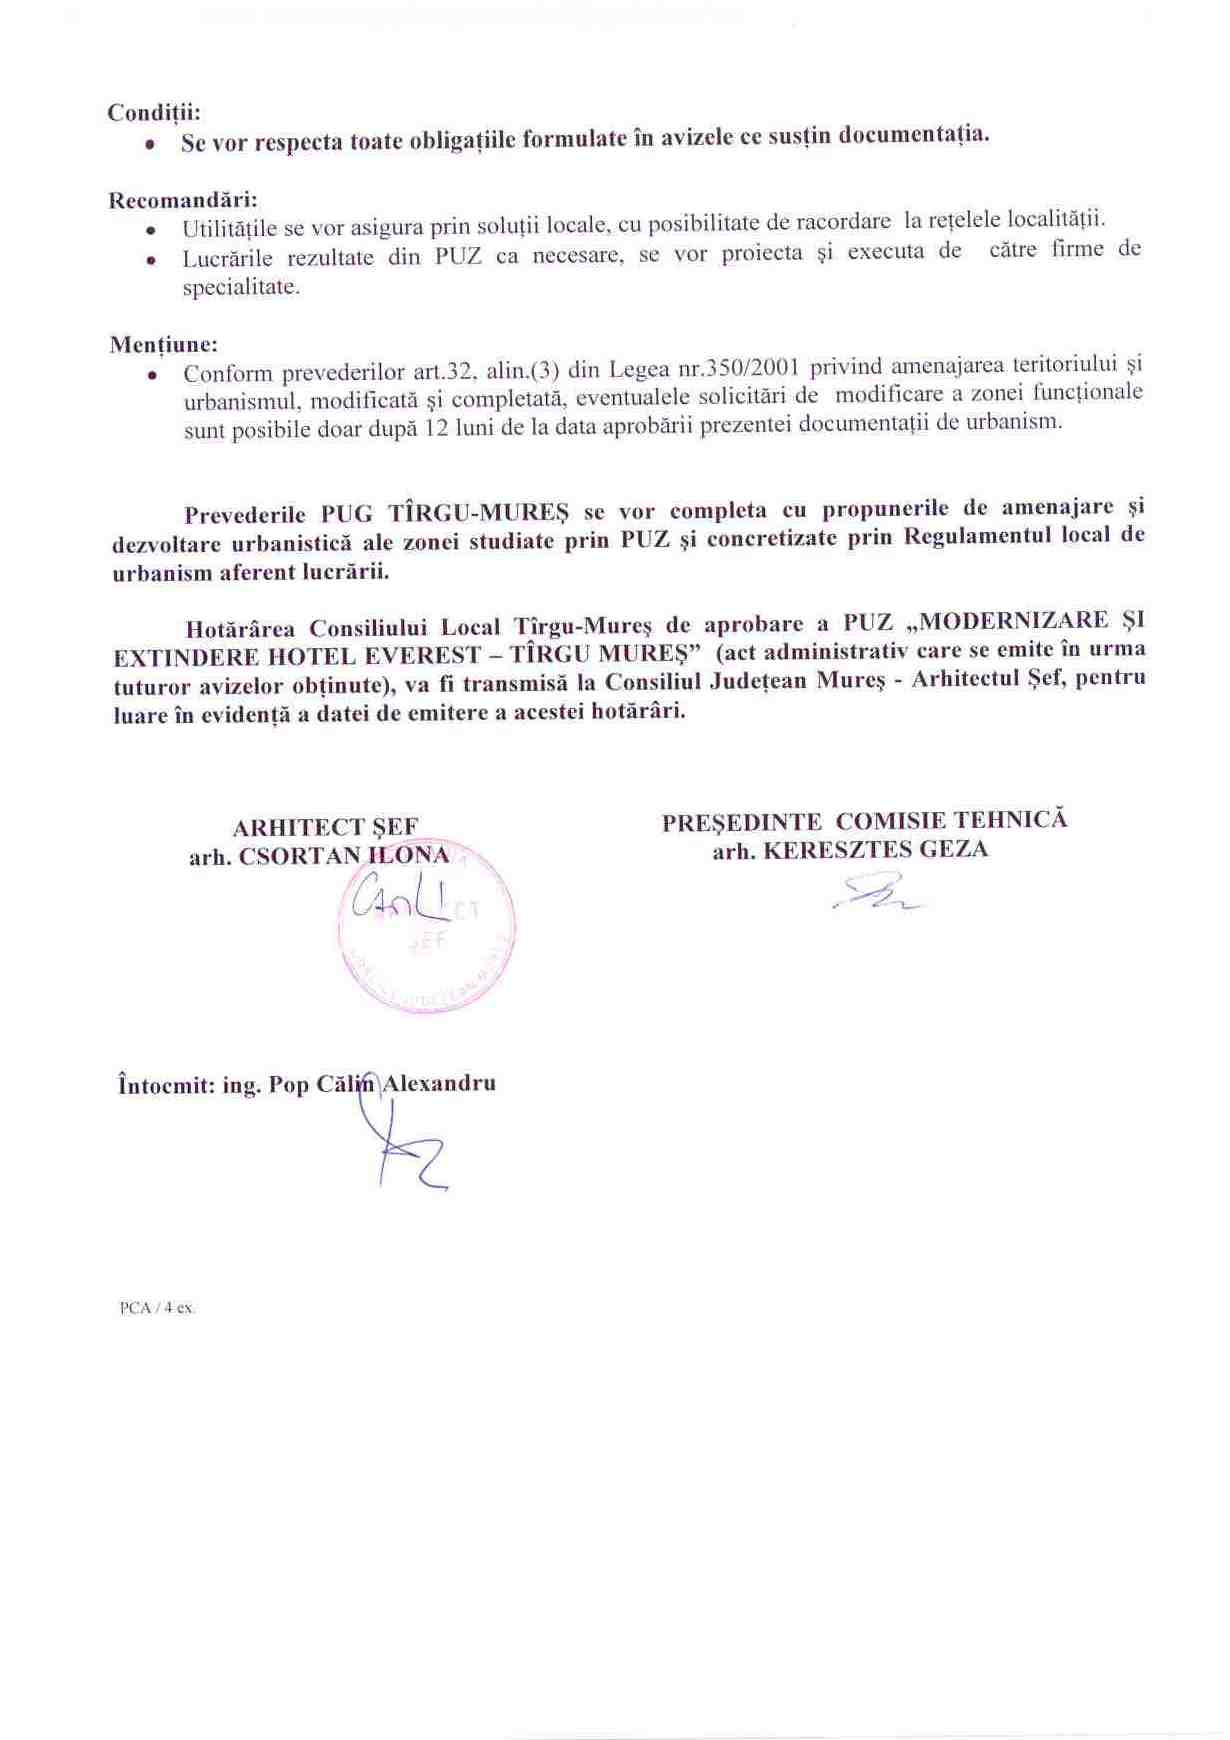 Condiții:
• Se vor respecta toate obligațiile formulate în avizele ce susțin documentația.
Recomandări:
• Utilitățile se vor asigura prin soluții locale, cu posibilitate de racordare la rețelele localității.
• Lucrările rezultate din PUZ ca necesare, se vor proiecta și executa de către firme de
specialitate.
Mențiune:
• Conform prevederilor art.32, alin.(3) din Legea nr.350/2001 privind amenajarea teritoriului și
urbanismul, modificată și completată, eventualele solicitări de modificare a zonei funcționale
sunt posibile doar după 12 luni de la data aprobării prezentei documentații de urbanism.
Prevederile PUG TÎRGU-MUREȘ se vor completa cu propunerile de amenajare și
dezvoltare urbanistică ale zonei studiate prin PUZ și concretizate prin Regulamentul local de
urbanism aferent lucrării.
Hotărârea Consiliului Local Tîrgu-Mureș de aprobare a PUZ „MODERNIZARE ȘI
EXTINDERE HOTEL EVEREST – TÎRGU MUREȘ” (act administrativ care se emite în urma
tuturor avizelor obținute), va fi transmisă la Consiliul Județean Mureș - Arhitectul Șef, pentru
luare în evidență a datei de emitere a acestei hotărâri.
ARHITECT ȘEF
arh. CSORTAN ILONA
PREȘEDINTE COMISIE TEHNICĂ
arh. KERESZTES GEZA
ȘEF
JUDEȚEAN
Întocmit: ing. Pop Călin Alexandru
PCA / 4 ex.